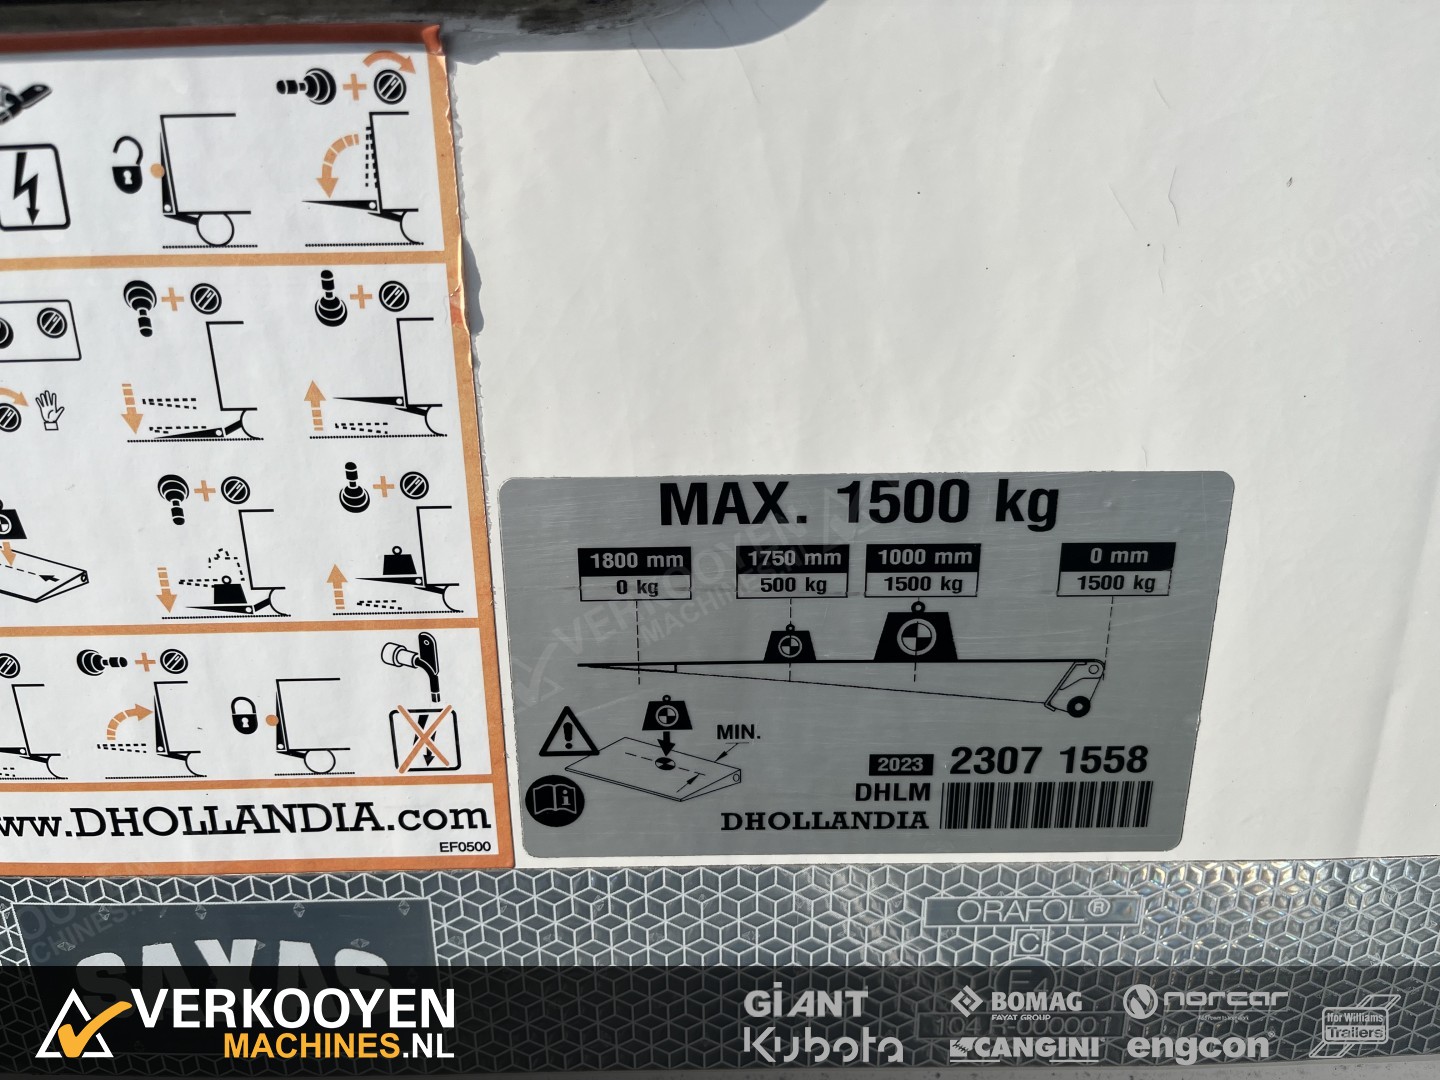 MAX. 1500 kg
1800 mm
0 kg
1750 mm
500 kg
1000 mm
1500 kg
0 mm
1500 kg
MIN.
2023 2307 1558
DHLM
DHOLLANDIA
www.DHOLLANDIA.com
EF0500
ORAFOL®
C
E
SAXAS
VERKOOYEN
MACHINES.NL
GiANT
Kubota
BOMAG
FAYAT GROUP
SCANGINI
norcar
engcon
Ifor Williams
Trailers